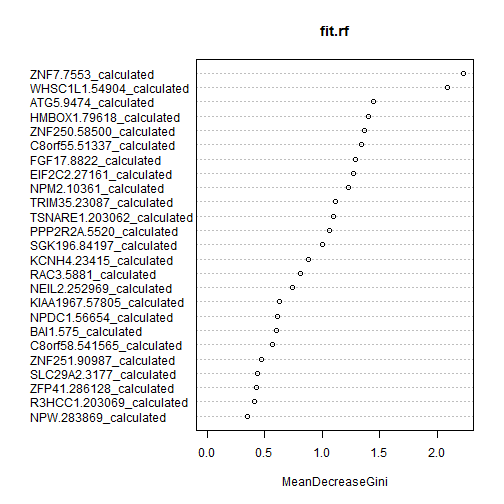 fit.rf
ZNF7.7553_calculated
WHSC1L1.54904_calculated
ATG5.9474_calculated
HMBOX1.79618_calculated
ZNF250.58500_calculated
C8orf55.51337_calculated
FGF17.8822_calculated
EIF2C2.27161_calculated
NPM2.10361_calculated
TRIM35.23087_calculated
TSNARE1.203062_calculated
PPP2R2A.5520_calculated
SGK196.84197_calculated
KCNH4.23415_calculated
RAC3.5881_calculated
NEIL2.252969_calculated
KIAA1967.57805_calculated
NPDC1.56654_calculated
BAI1.575_calculated
C8orf58.541565_calculated
ZNF251.90987_calculated
SLC29A2.3177_calculated
ZFP41.286128_calculated
R3HCC1.203069_calculated
NPW.283869_calculated
0.0 0.5 1.0 1.5 2.0
MeanDecreaseGini